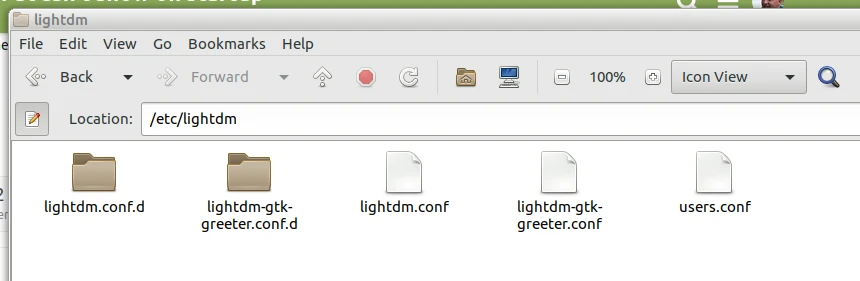 lightdm
File Edit View Go Bookmarks Help
Back Forward 100% Icon View
Location: /etc/lightdm
lightdm.conf.d lightdm-gtk- lightdm.conf lightdm-gtk- users.conf
greeter.conf.d greeter.conf